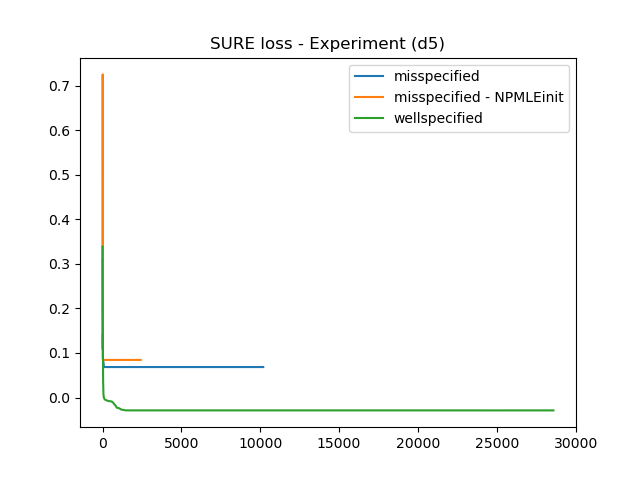 SURE loss - Experiment (d5)
misspecified
misspecified - NPMLEinit
wellspecified
0.7
0.6
0.5
0.4
0.3
0.2
0.1
0.0
0 5000 10000 15000 20000 25000 30000